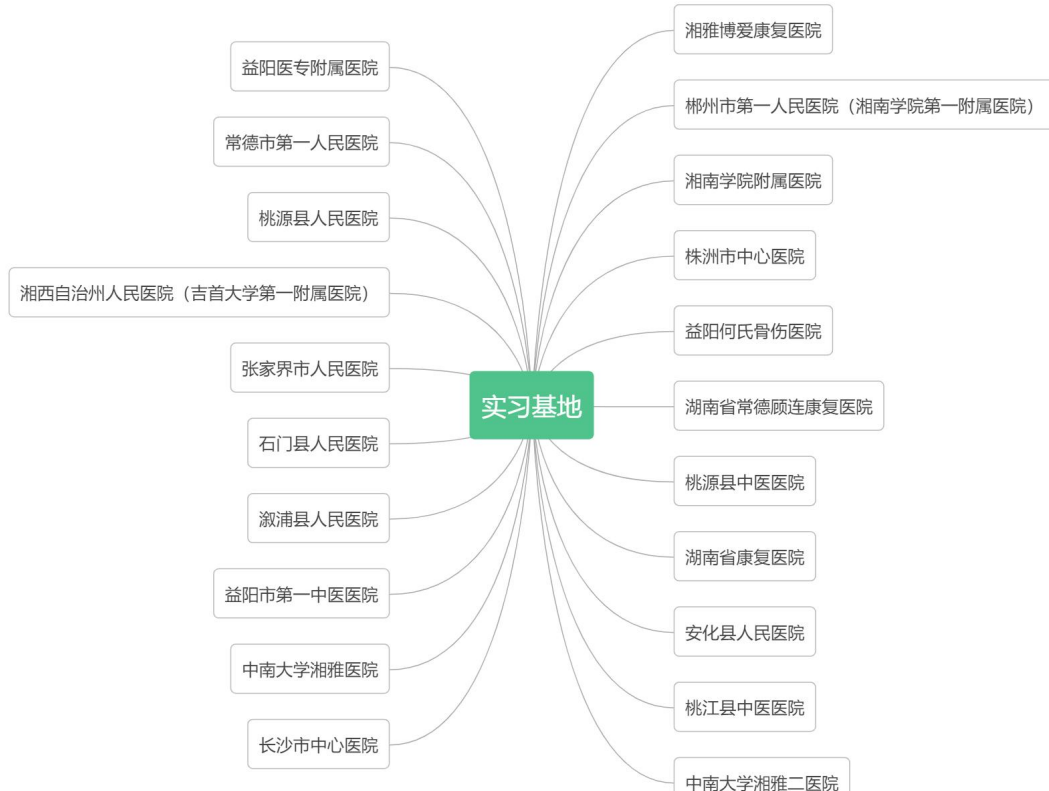 益阳医专附属医院
常德市第一人民医院
桃源县人民医院
湘西自治州人民医院（吉首大学第一附属医院）
张家界市人民医院
石门县人民医院
溆浦县人民医院
益阳市第一中医医院
中南大学湘雅医院
长沙市中心医院
实习基地
湘雅博爱康复医院
郴州市第一人民医院（湘南学院第一附属医院）
湘南学院附属医院
株洲市中心医院
益阳何氏骨伤医院
湖南省常德顾连康复医院
桃源县中医医院
湖南省康复医院
安化县人民医院
桃江县中医医院
中南大学湘雅二医院